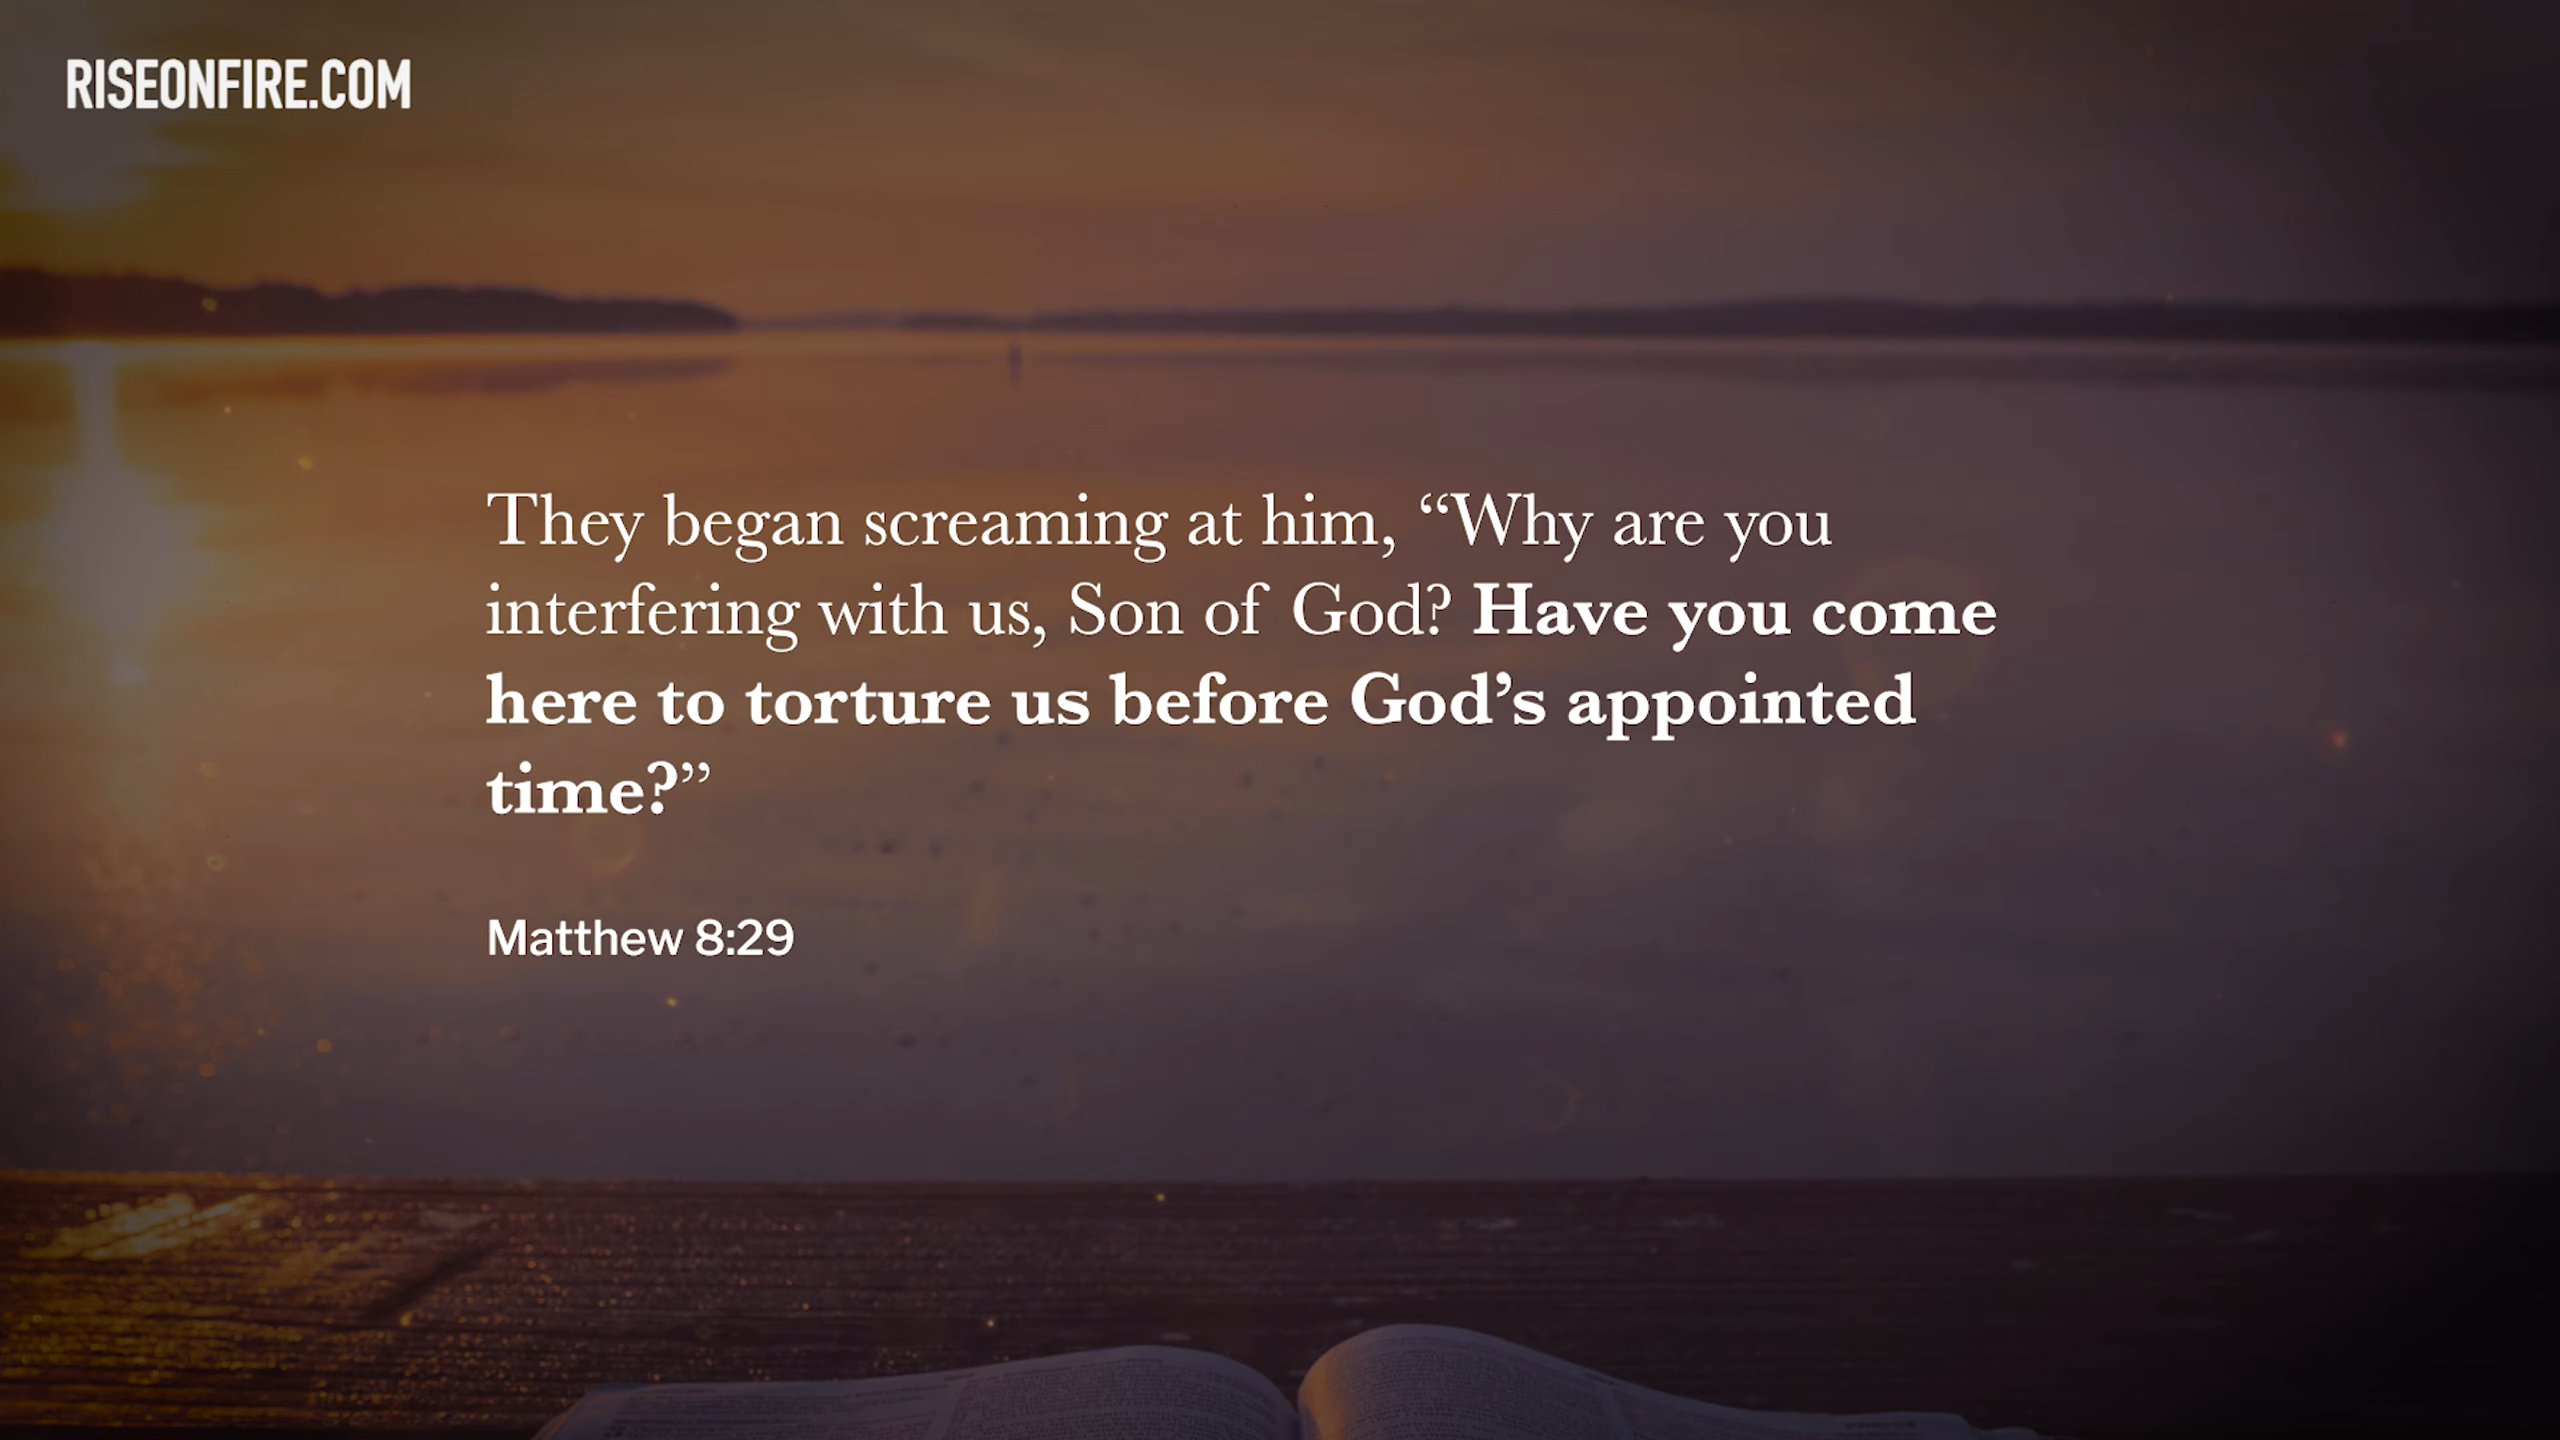 RISEONFIRE.COM
They began screaming at him, “Why are you
interfering with us, Son of God? Have you come
here to torture us before God’s appointed
time?”
Matthew 8:29